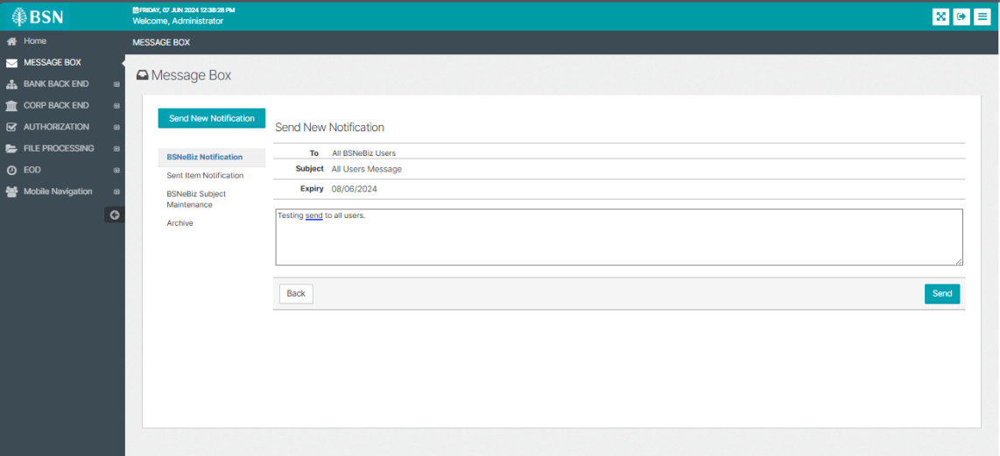 BSN
FRIDAY, 07 JUN 2024 12:38:28 PM
Welcome, Administrator
Home
MESSAGE BOX
BANK BACK END
CORP BACK END
AUTHORIZATION
FILE PROCESSING
EOD
Mobile Navigation
MESSAGE BOX
Message Box
Send New Notification
BSNeBiz Notification
Sent Item Notification
BSNeBiz Subject
Maintenance
Archive
Send New Notification
To All BSNeBiz Users
Subject All Users Message
Expiry 08/06/2024
Testing send to all users.
Back
Send